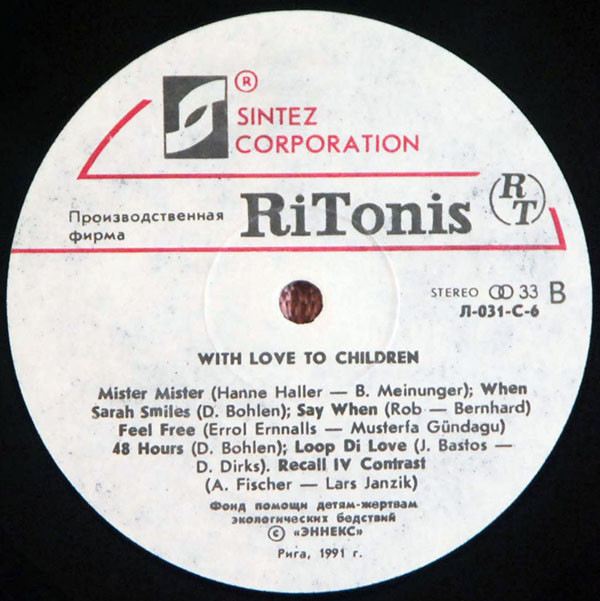 ®
SINTEZ
CORPORATION
Производственная
фирма
RiTonis
RT
STEREO 33 B
Л-031-С-6
WITH LOVE TO CHILDREN
Mister Mister (Hanne Haller — B. Meinunger); When
Sarah Smiles (D. Bohlen); Say When (Rob — Bernhard)
Feel Free (Errol Ernnalls — Musterfa Gündagu)
48 Hours (D. Bohlen); Loop Di Love (J. Bastos —
D. Dirks). Recall IV Contrast
(A. Fischer — Lars Janzik)
Фонд помощи детям-жертвам
экологических бедствий
© «ЭННЕКС»
Рига, 1991 г.